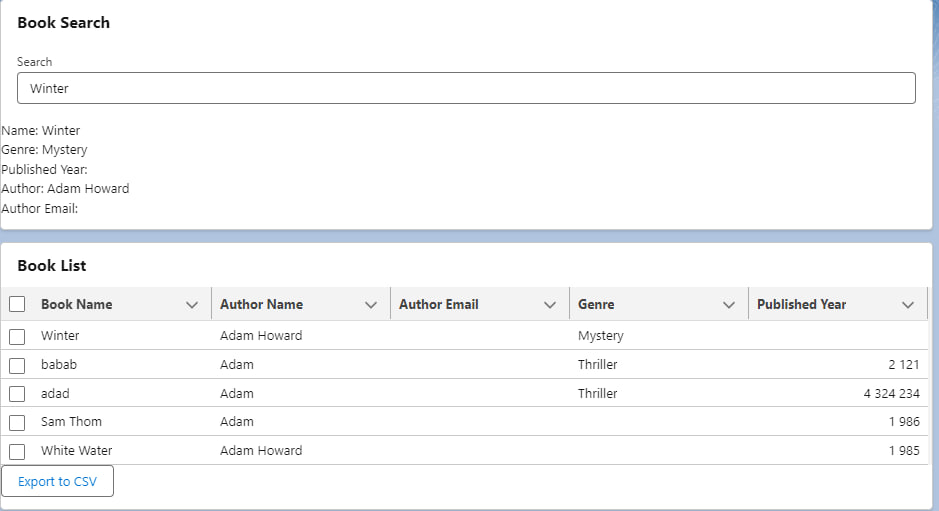 Book Search
Search
Winter
Name: Winter
Genre: Mystery
Published Year:
Author: Adam Howard
Author Email:
Book List
Book Name Author Name Author Email Genre Published Year
Winter Adam Howard Mystery
babab Adam Thriller 2 121
adad Adam Thriller 4 324 234
Sam Thom Adam 1 986
White Water Adam Howard 1 985
Export to CSV